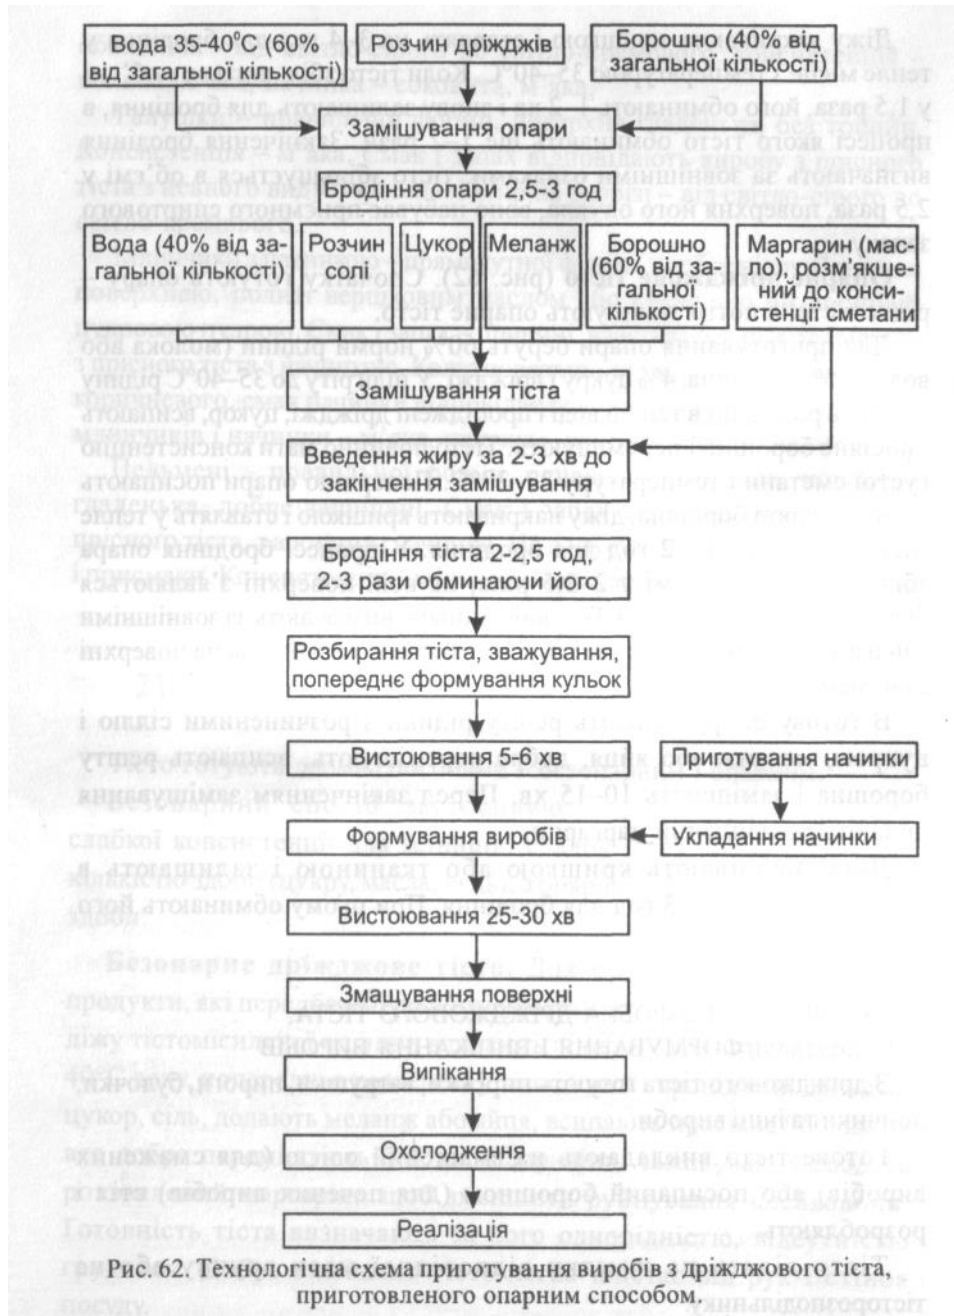 Вода 35-40°С (60%
від загальної кількості)
Розчин дріжджів
Борошно (40% від
загальної кількості)
Замішування опари
Бродіння опари 2,5-3 год
Вода (40% від за-
гальної кількості)
Розчин
солі
Цукор
Меланж
Борошно
(60% від за-
гальної
кількості)
Маргарин (мас-
ло), розм'якше-
ний до конси-
стенції сметани
Замішування тіста
Введення жиру за 2-3 хв до
закінчення замішування
Бродіння тіста 2-2,5 год,
2-3 рази обминаючи його
Розбирання тіста, зважування,
попереднє формування кульок
Вистоювання 5-6 хв
Приготування начинки
Формування виробів
Укладання начинки
Вистоювання 25-30 хв
Змащування поверхні
Випікання
Охолодження
Реалізація
Рис. 62. Технологічна схема приготування виробів з дріжджового тіста,
приготовленого опарним способом.